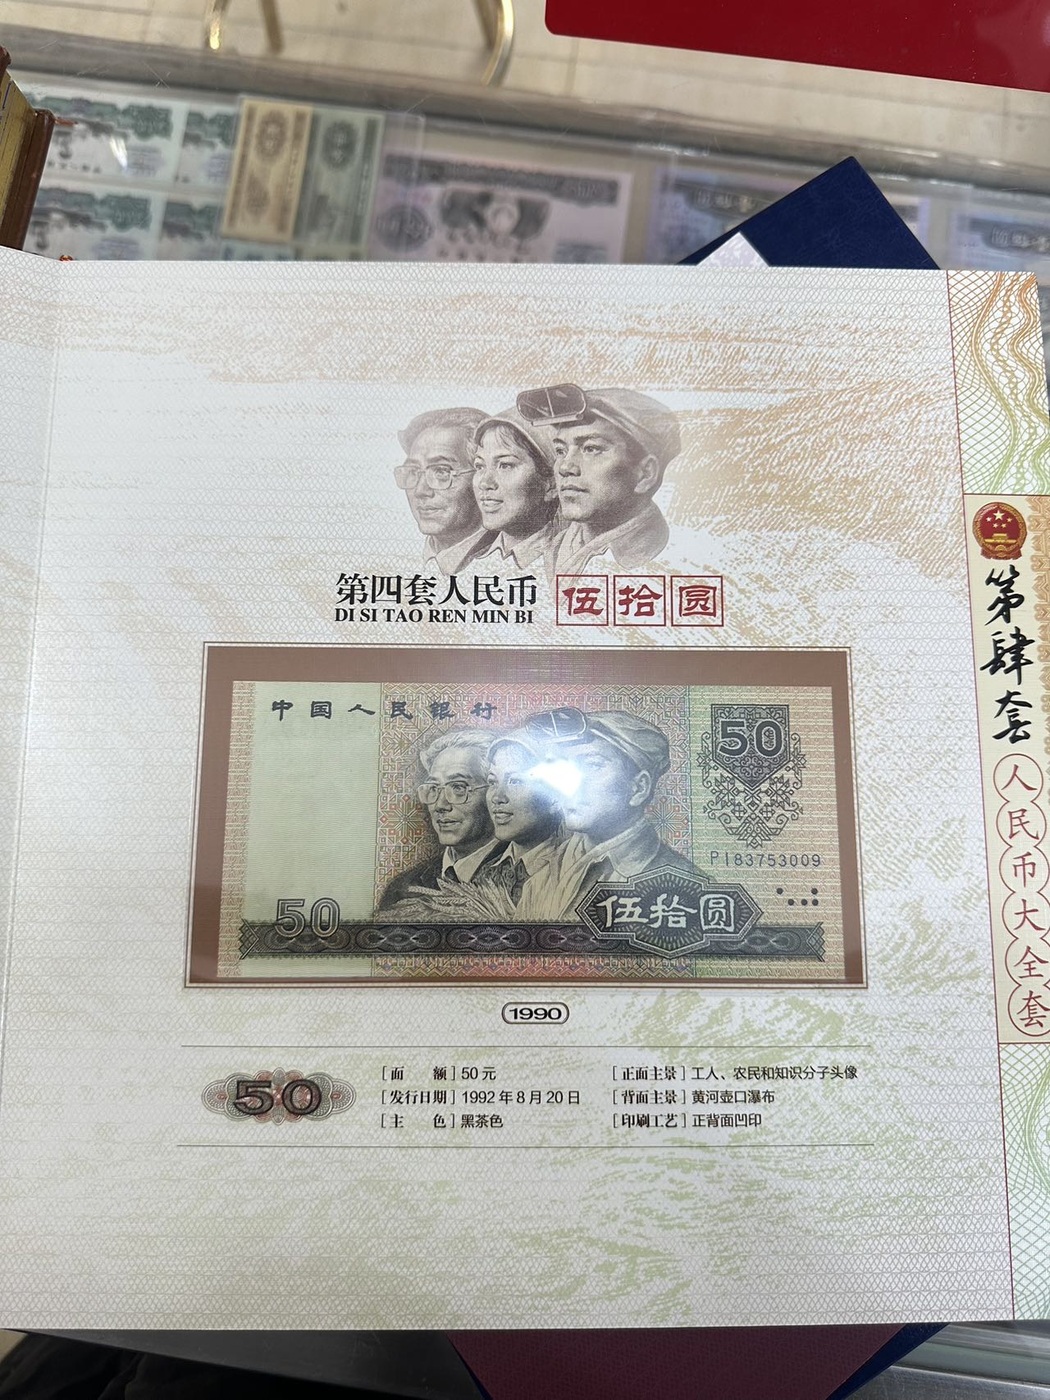 第四套人民币 伍拾圆
DI SI TAO REN MIN BI
中国人民银行
50
PI83753009
50
伍拾圆
1990
50
[面 额] 50元
[发行日期] 1992年8月20日
[主 色] 黑茶色
[正面主景] 工人、农民和知识分子头像
[背面主景] 黄河壶口瀑布
[印刷工艺] 正背面凹印
第肆套
人民币大全套